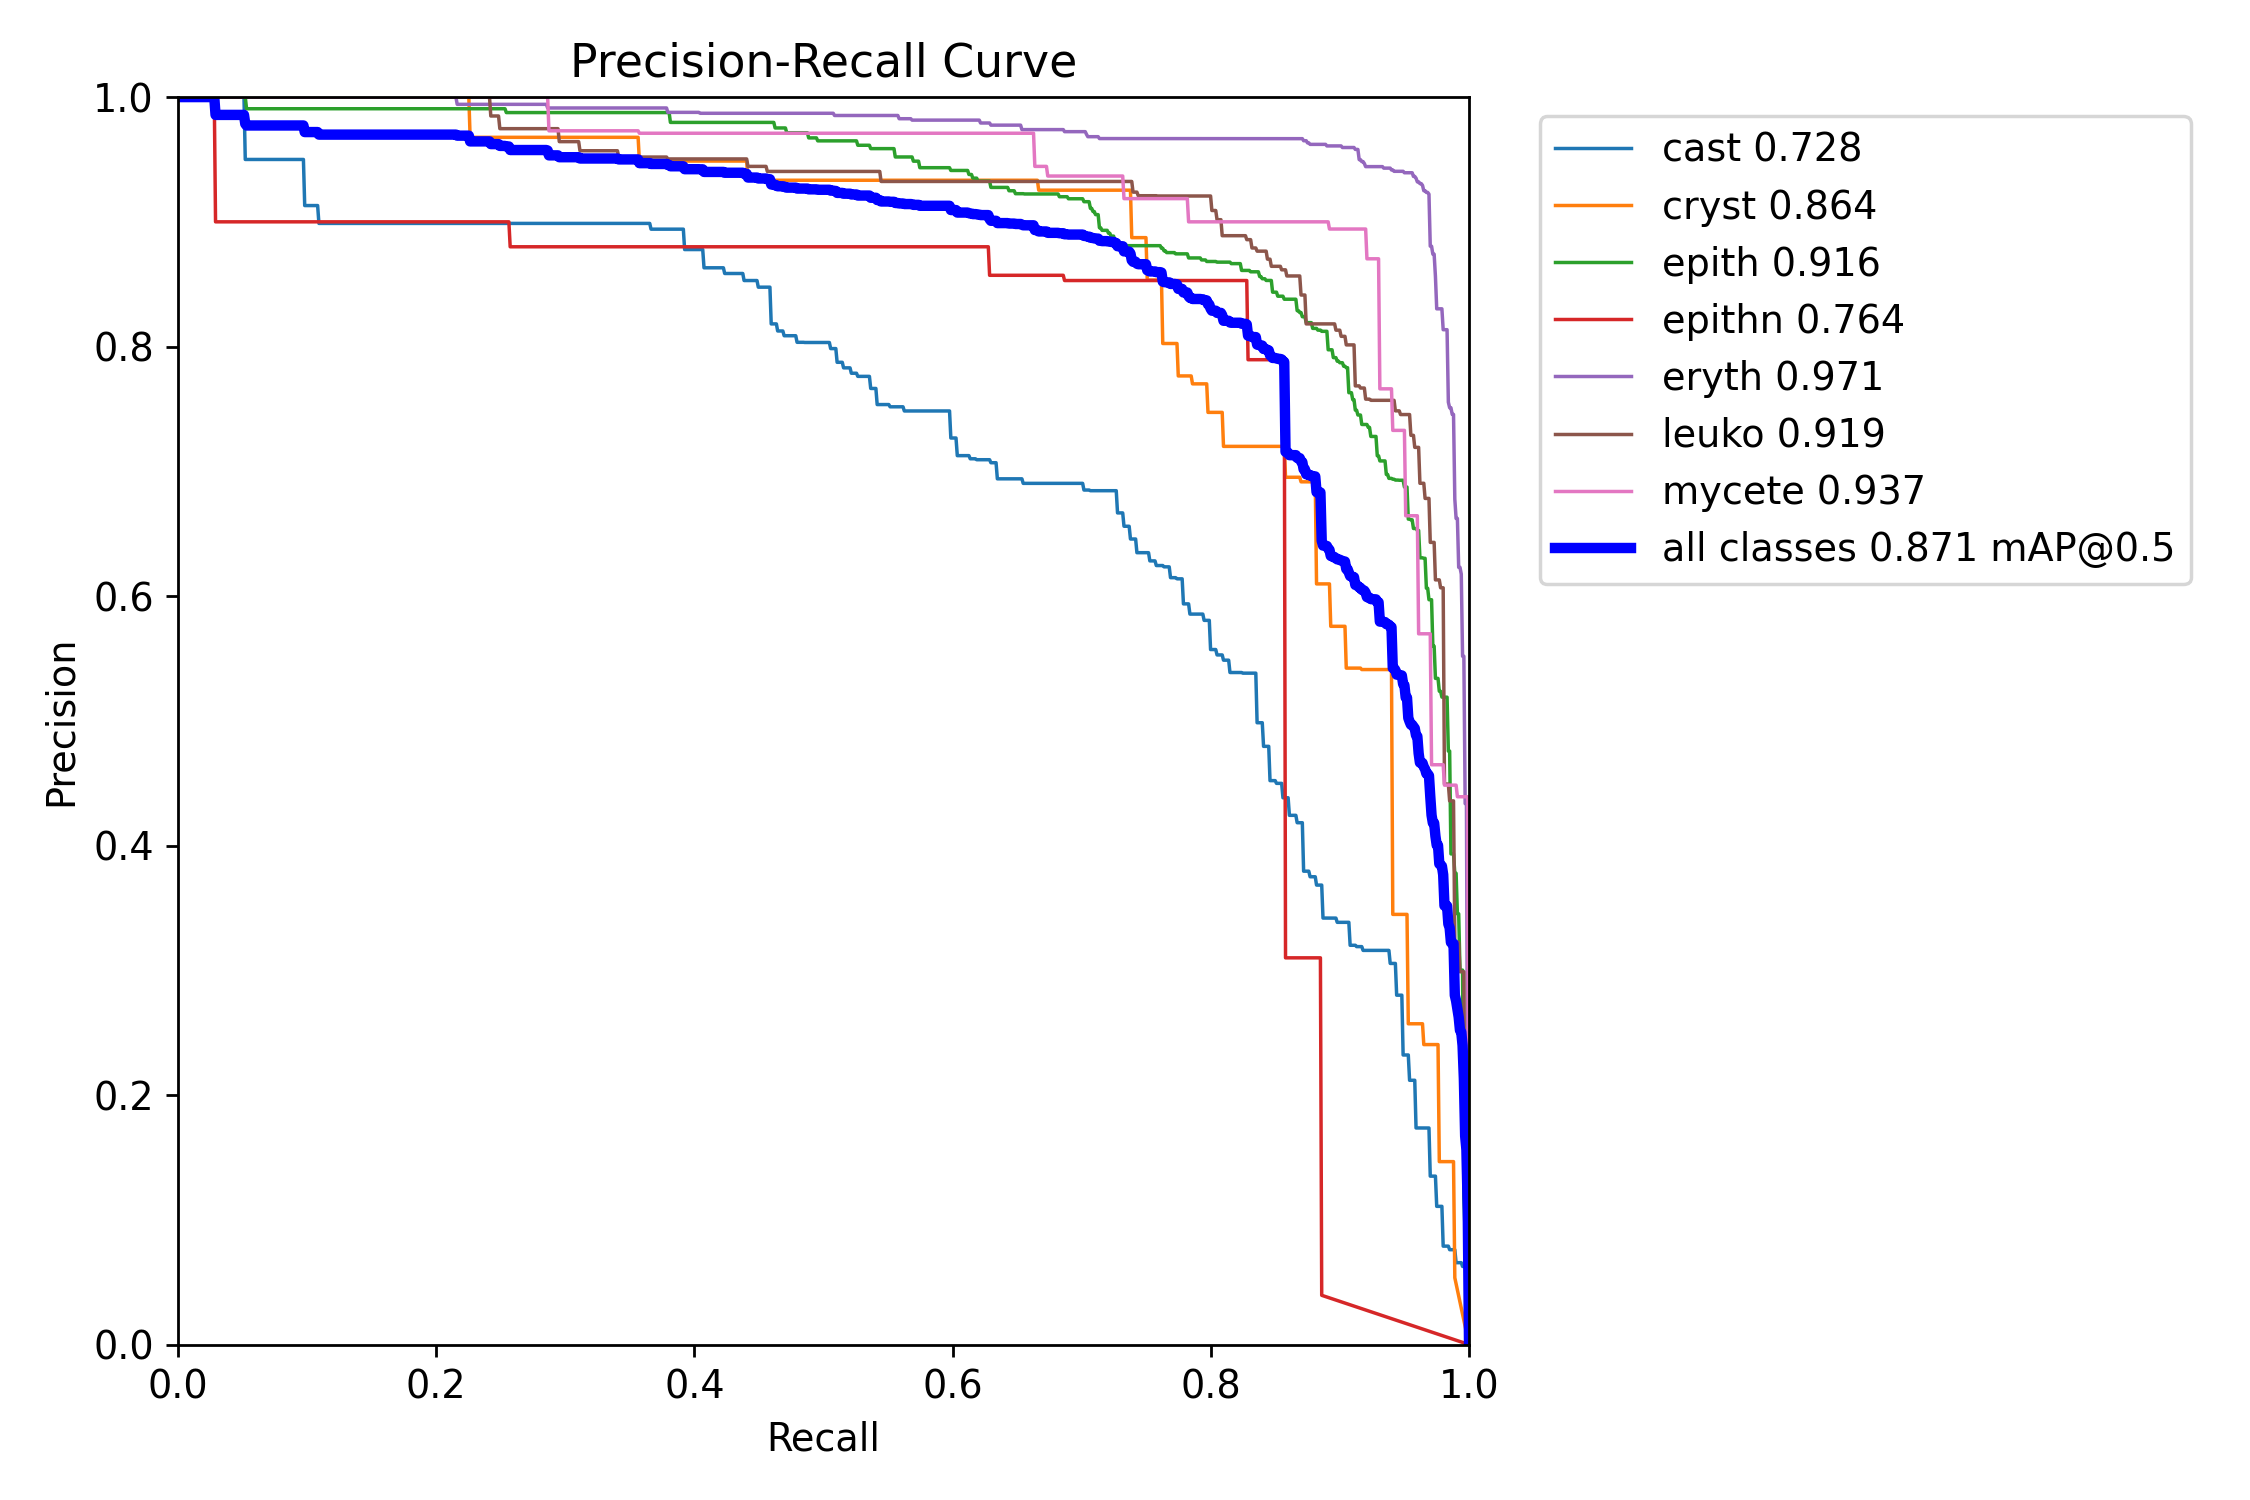 Precision-Recall Curve
1.0
0.8
0.6
0.4
0.2
0.0
Precision
0.0 0.2 0.4 0.6 0.8 1.0
Recall
cast 0.728
cryst 0.864
epith 0.916
epithn 0.764
eryth 0.971
leuko 0.919
mycete 0.937
all classes 0.871 mAP@0.5